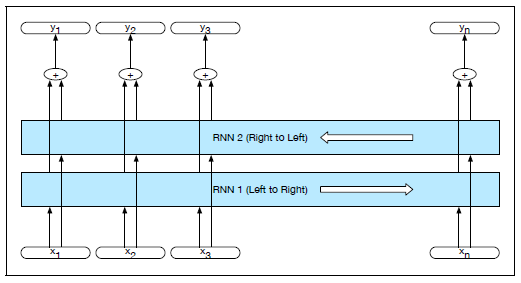 y1 y2 y3 yn
+ + + +
RNN 2 (Right to Left)
RNN 1 (Left to Right)
x1 x2 x3 xn